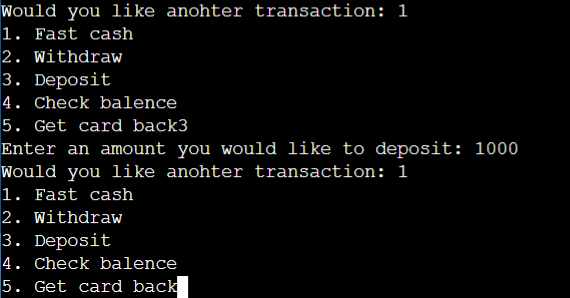 Would you like anohter transaction: 1
1. Fast cash
2. Withdraw
3. Deposit
4. Check balence
5. Get card back3
Enter an amount you would like to deposit: 1000
Would you like anohter transaction: 1
1. Fast cash
2. Withdraw
3. Deposit
4. Check balence
5. Get card back